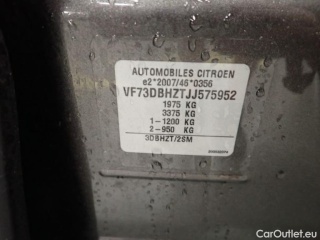 AUTOMOBILES CITROEN
e2*2007/46*0356
VF73DBHZTJJ575952
1975 KG
3375 KG
1-1200 KG
2-950 KG
3DBHZT/2SM
CarOutlet.eu